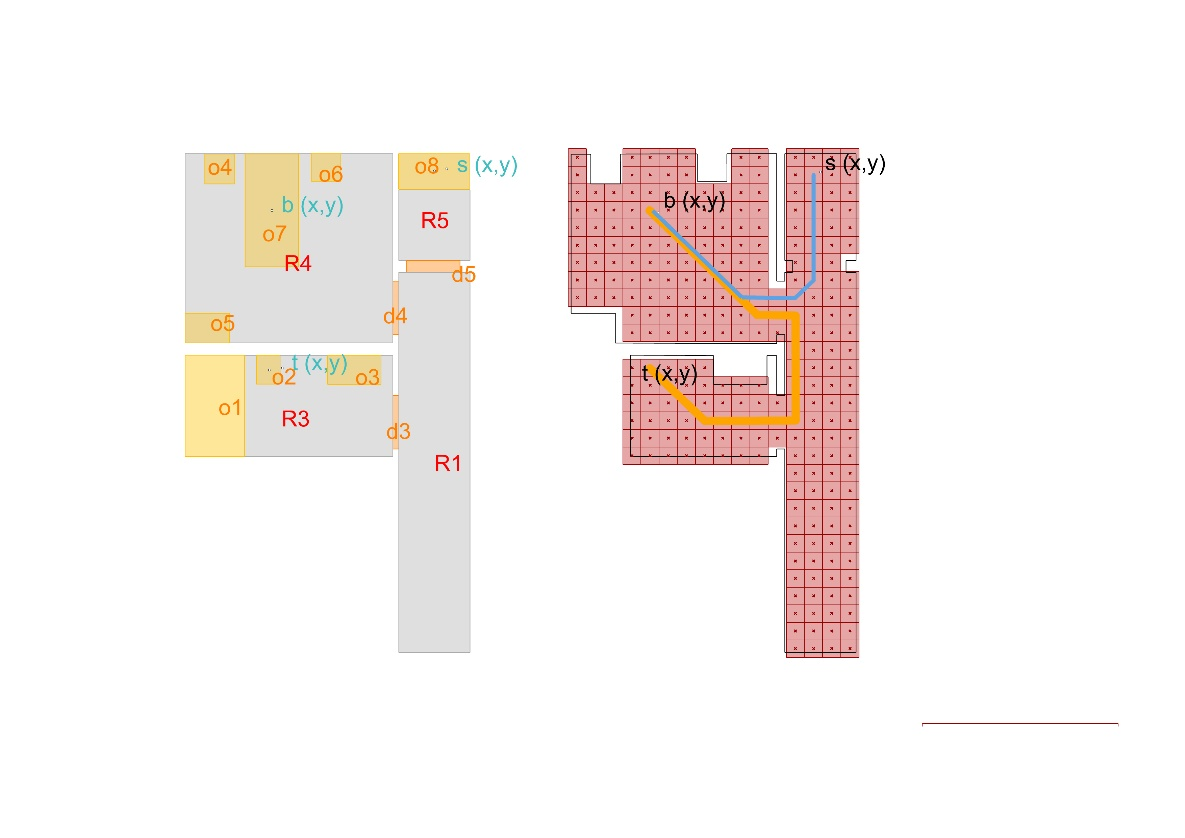 o4
o6
o8
s (x,y)
b (x,y)
o7
R4
R5
d5
o5
d4
o2
t (x,y)
o3
o1
R3
d3
R1
s (x,y)
b (x,y)
t (x,y)